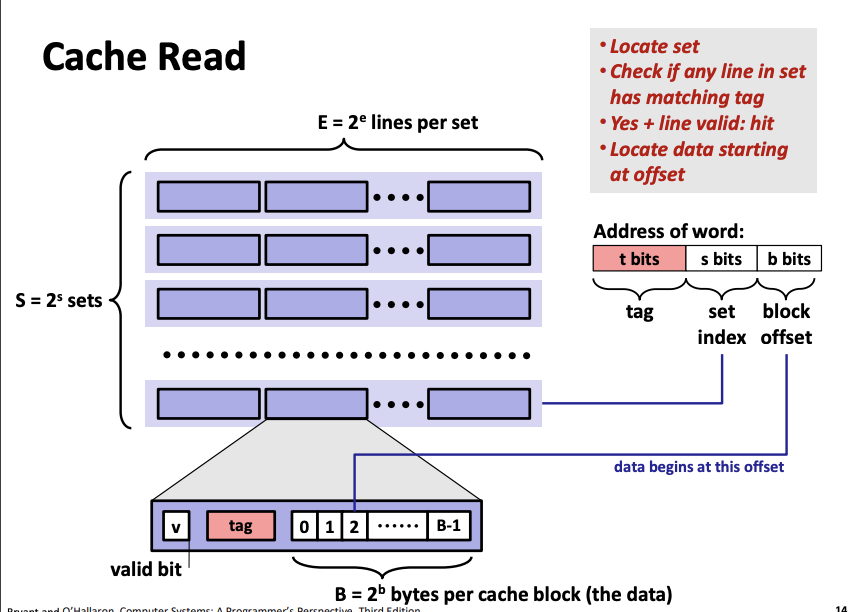 Cache Read
• Locate set
• Check if any line in set
has matching tag
• Yes + line valid: hit
• Locate data starting
at offset
E = 2ᵉ lines per set
Address of word:
t bits s bits b bits
S = 2ˢ sets
tag set block
index offset
data begins at this offset
v tag 0 1 2 •••••• B-1
valid bit
B = 2ᵇ bytes per cache block (the data)
Bryant and O'Hallaron, Computer Systems: A Programmer's Perspective, Third Edition
14